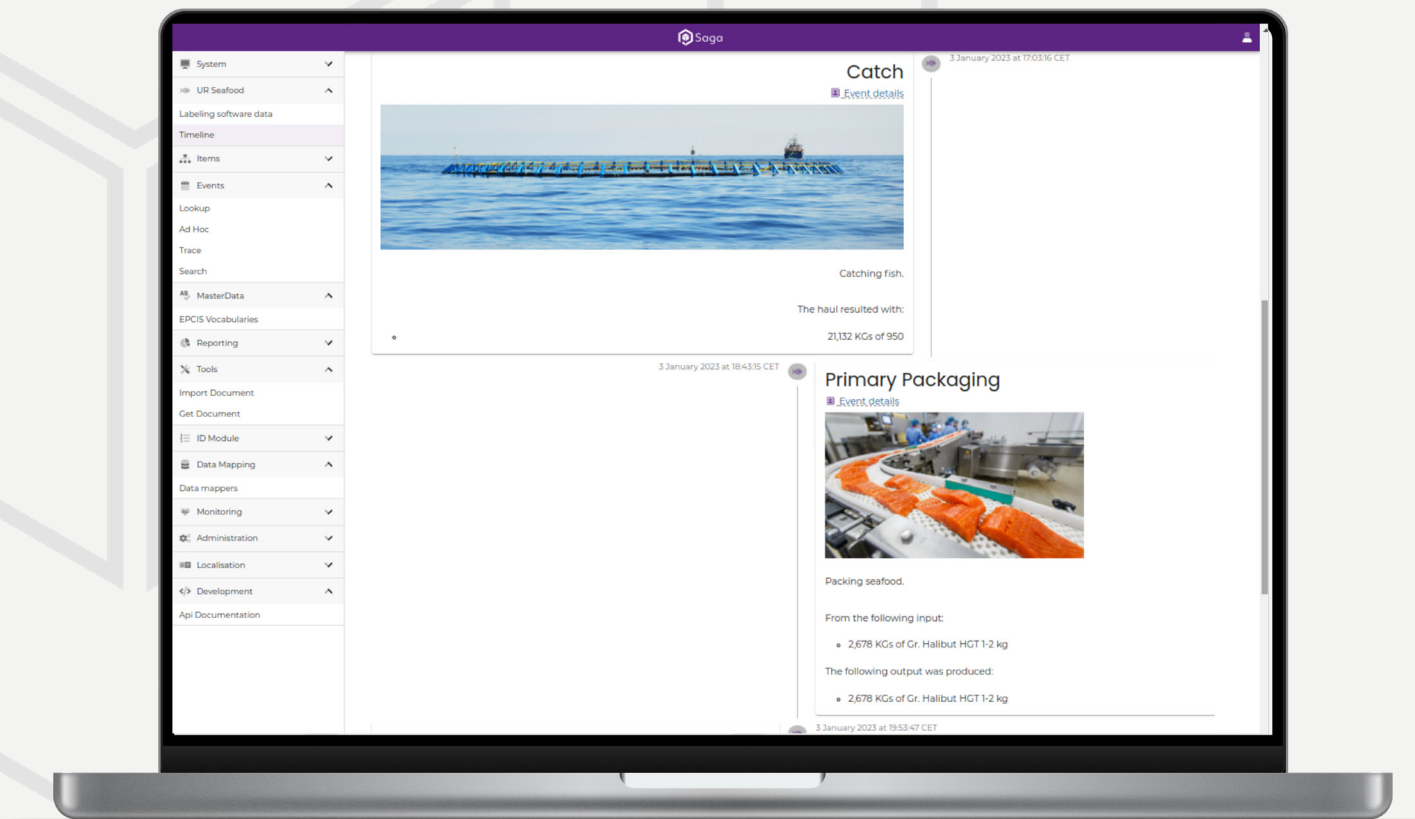 Saga
System
UR Seafood
Labeling software data
Timeline
Items
Events
Lookup
Ad Hoc
Trace
Search
MasterData
EPCIS Vocabularies
Reporting
Tools
Import Document
Get Document
ID Module
Data Mapping
Data mappers
Monitoring
Administration
Localisation
Development
Api Documentation
3 January 2023 at 17:03:16 CET
Catch
Event details
Catching fish.
The haul resulted with:
21,132 KGs of 950
3 January 2023 at 18:43:15 CET
Primary Packaging
Event details
Packing seafood.
From the following input:
2,678 KGs of Gr. Halibut HGT 1-2 kg
The following output was produced:
2,678 KGs of Gr. Halibut HGT 1-2 kg
3 January 2023 at 19:53:47 CET